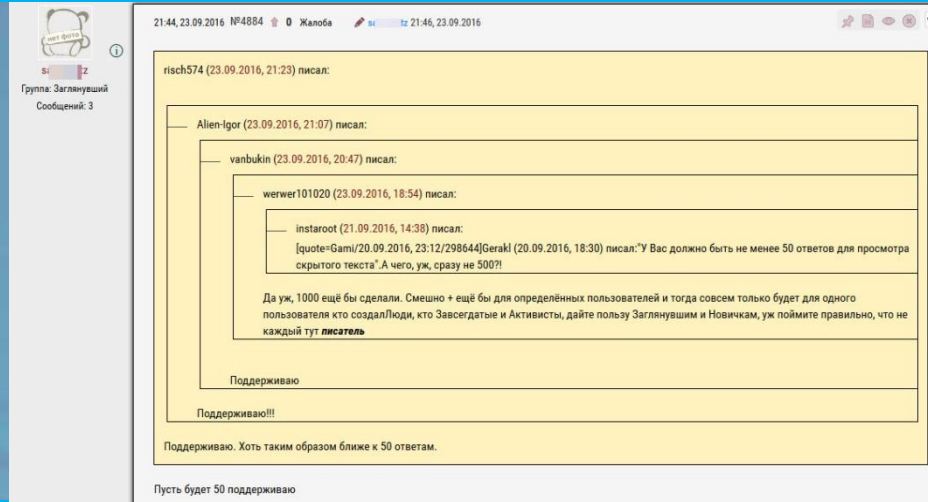 нет фото
Группа: Заглянувший
Сообщений: 3
21:44, 23.09.2016 №4884 0 Жалоба tz 21:46, 23.09.2016
risch574 (23.09.2016, 21:23) писал:
Alien-Igor (23.09.2016, 21:07) писал:
vanbukin (23.09.2016, 20:47) писал:
werwer101020 (23.09.2016, 18:54) писал:
instaroot (21.09.2016, 14:38) писал:
[quote=Gami/20.09.2016, 23:12/298644]Gerakl (20.09.2016, 18:30) писал:"У Вас должно быть не менее 50 ответов для просмотра
скрытого текста".А чего, уж, сразу не 500?!
Да уж, 1000 ещё бы сделали. Смешно + ещё бы для определённых пользователей и тогда совсем только будет для одного
пользователя кто создалЛюди, кто Завсегдатые и Активисты, дайте пользу Заглянувшим и Новичкам, уж поймите правильно, что не
каждый тут писатель
Поддерживаю
Поддерживаю!!!
Поддерживаю. Хоть таким образом ближе к 50 ответам.
Пусть будет 50 поддерживаю